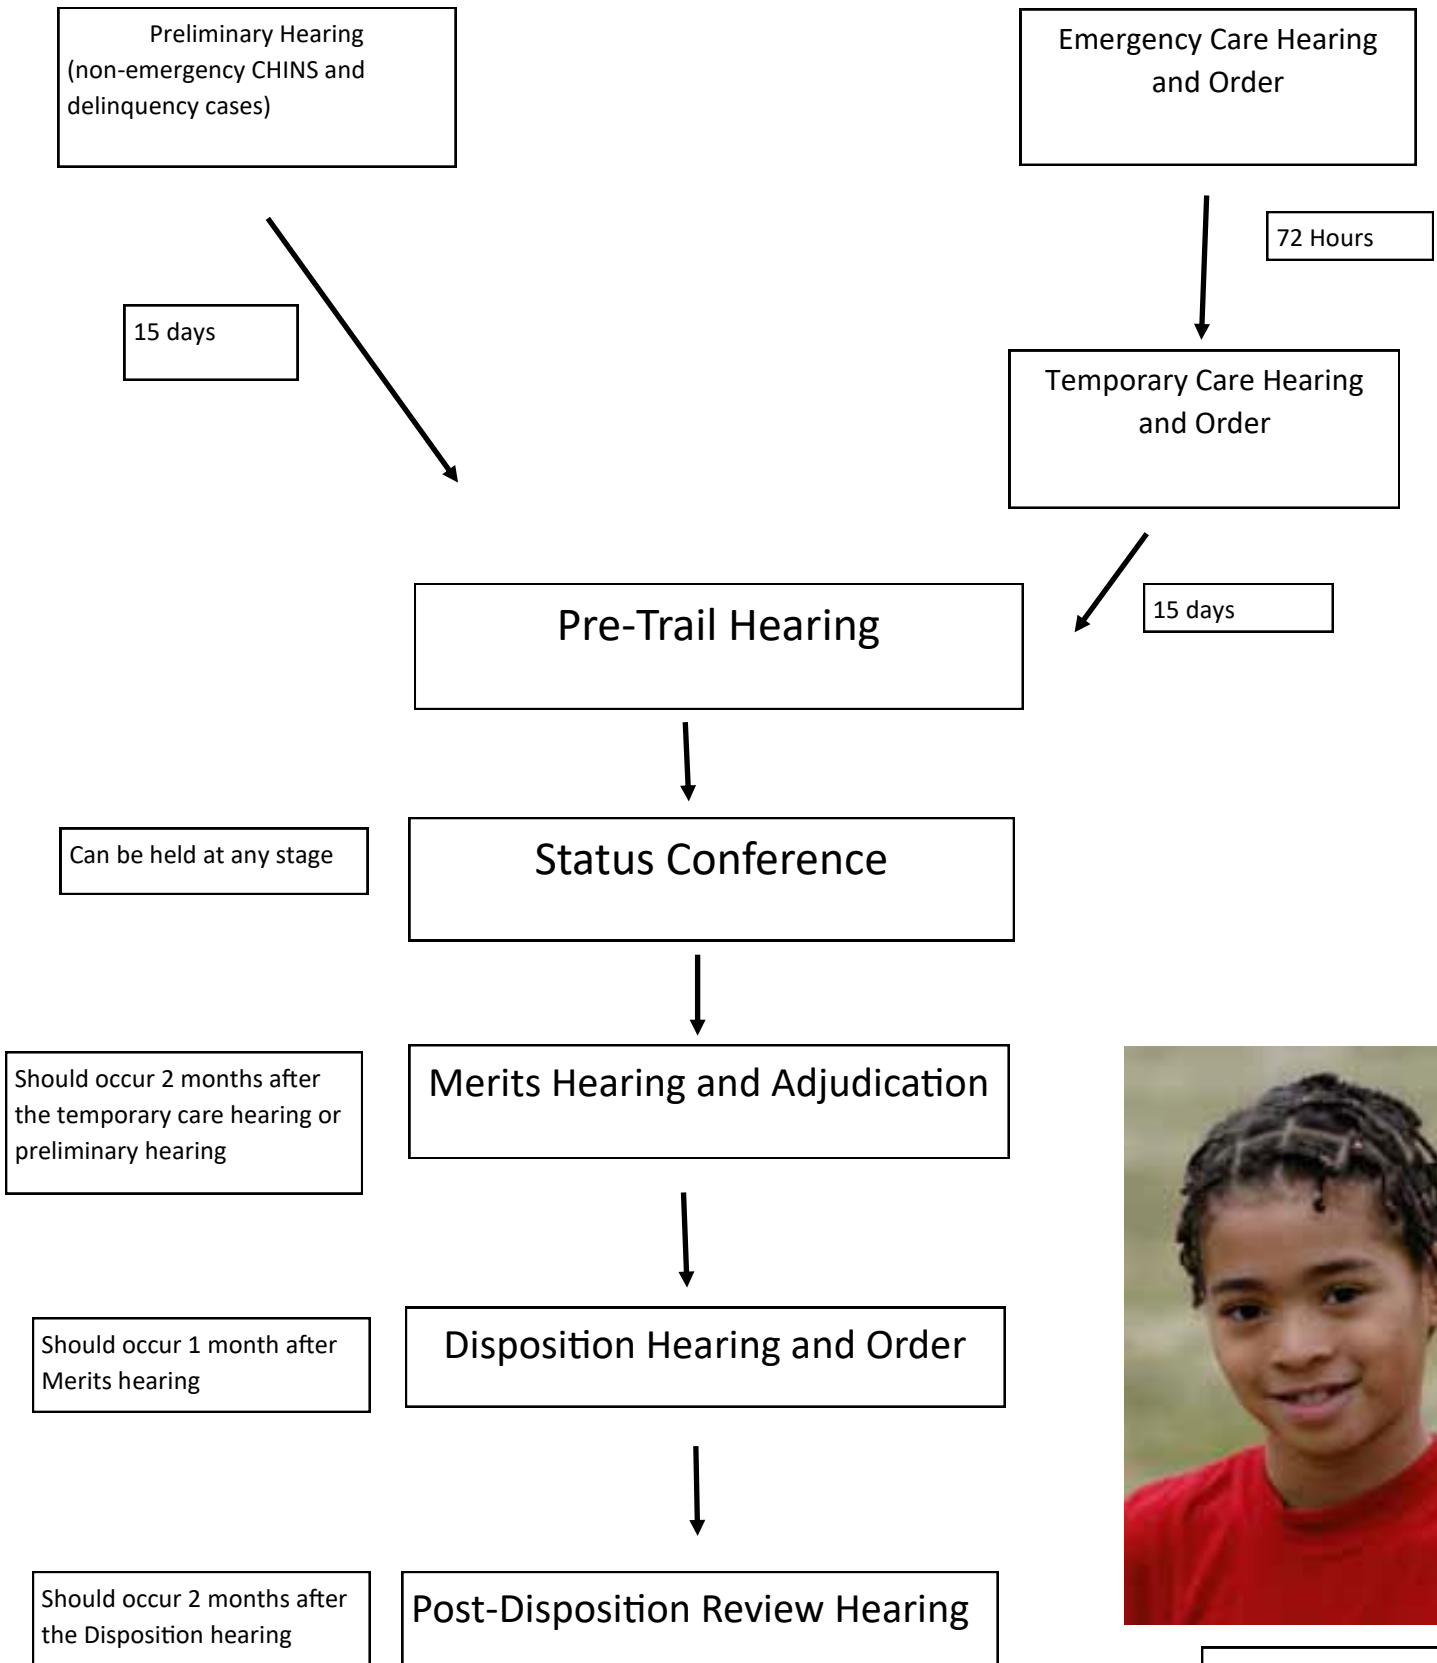 Preliminary Hearing
(non-emergency CHINS and
delinquency cases)
Emergency Care Hearing
and Order
72 Hours
15 days
Temporary Care Hearing
and Order
15 days
Pre-Trail Hearing
Can be held at any stage
Status Conference
Should occur 2 months after
the temporary care hearing or
preliminary hearing
Merits Hearing and Adjudication
Should occur 1 month after
Merits hearing
Disposition Hearing and Order
Should occur 2 months after
the Disposition hearing
Post-Disposition Review Hearing